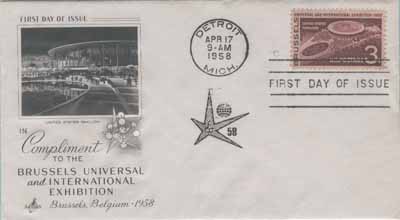 FIRST DAY OF ISSUE
UNITED STATES PAVILION
IN
Compliment
TO THE
BRUSSELS UNIVERSAL
and INTERNATIONAL
EXHIBITION
Brussels, Belgium - 1958
DETROIT
APR 17
9-AM
1958
MICH.
58
BRUSSELS UNIVERSAL AND INTERNATIONAL EXHIBITION 1958
3
FIRST DAY OF ISSUE